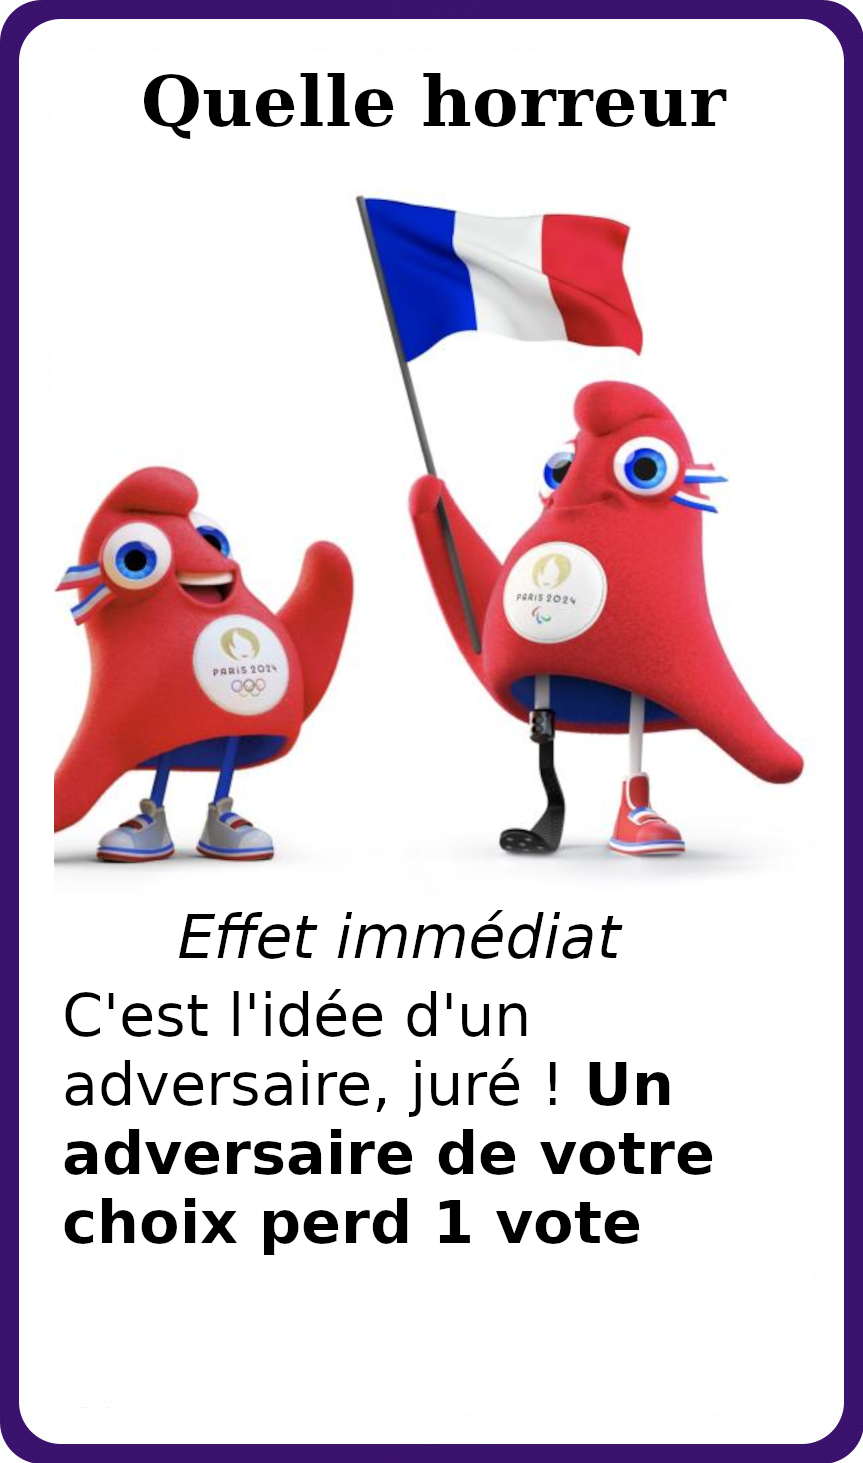 Quelle horreur
PARIS 2024
PARIS 2024
Effet immédiat
C'est l'idée d'un
adversaire, juré ! Un
adversaire de votre
choix perd 1 vote